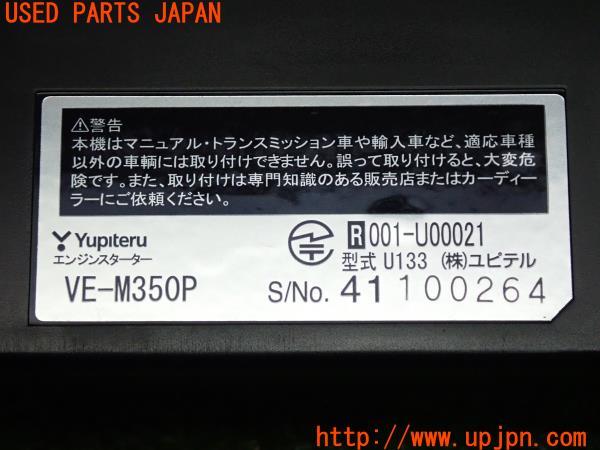 USED PARTS JAPAN
⚠警告
本機はマニュアル・トランスミッション車や輸入車など、適応車種
以外の車輌には取り付けできません。誤って取り付けると、大変危
険です。また、取り付けは専門知識のある販売店またはカーディー
ラーにご依頼ください。
Yupiteru
エンジンスターター
VE-M350P
R 001-U00021
型式 U133 (株)ユピテル
S/No. 41 100264
UPJ
http://www.upjpn.com/